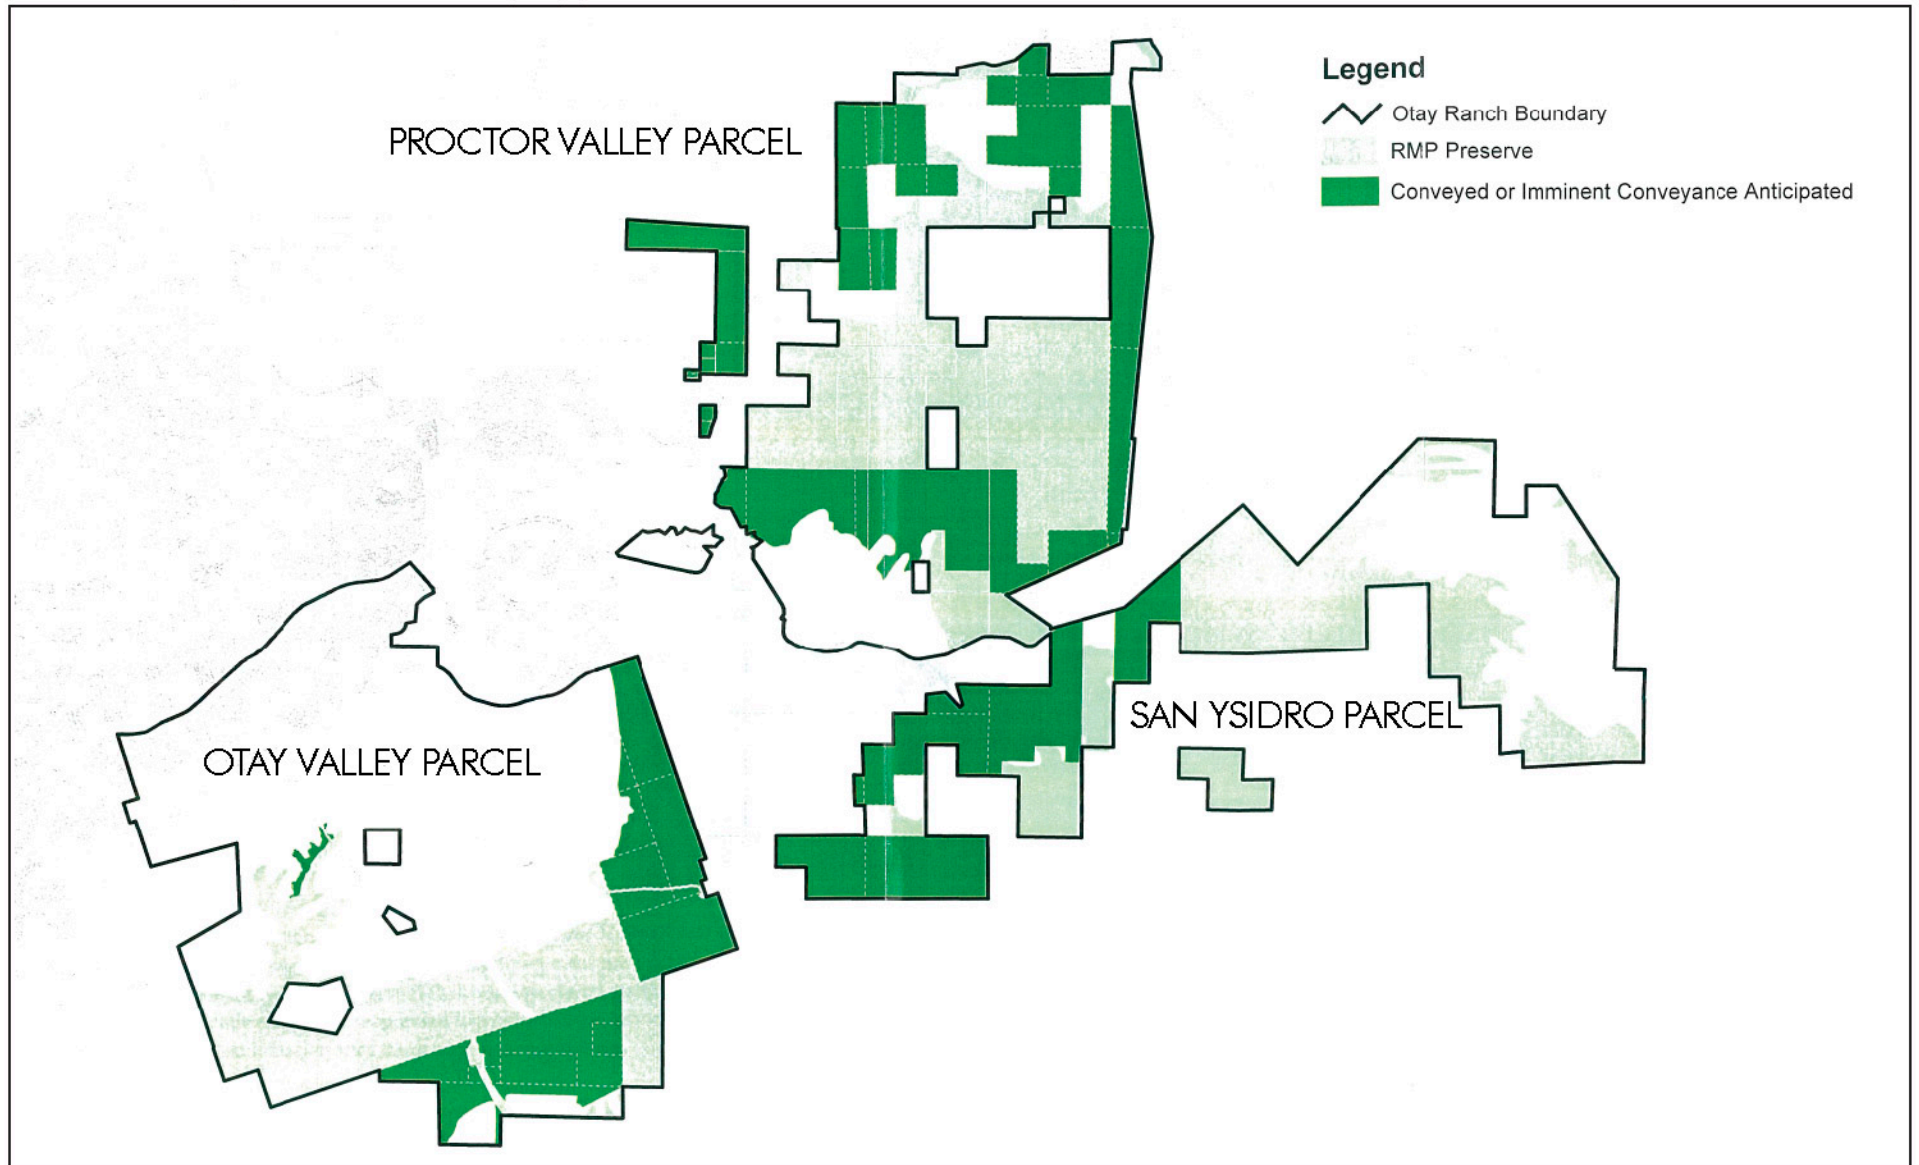 Legend
Otay Ranch Boundary
RMP Preserve
Conveyed or Imminent Conveyance Anticipated
PROCTOR VALLEY PARCEL
SAN YSIDRO PARCEL
OTAY VALLEY PARCEL